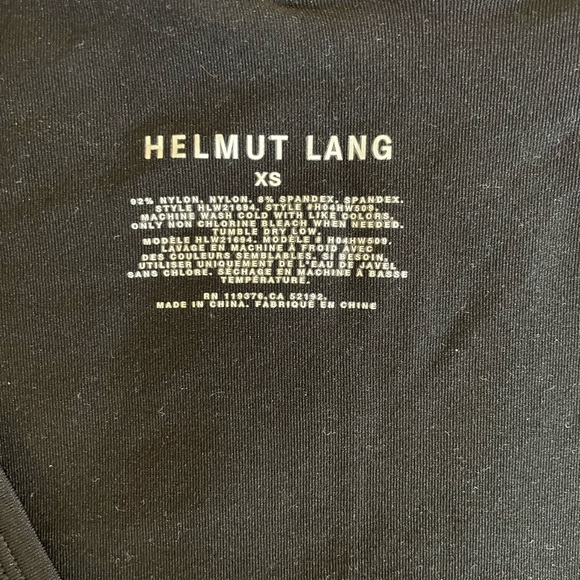 HELMUT LANG
XS
92% NYLON, NYLON, 8% SPANDEX, SPANDEX.
STYLE HLW21694, STYLE #H04HW509.
MACHINE WASH COLD WITH LIKE COLORS.
ONLY NON CHLORINE BLEACH WHEN NEEDED.
TUMBLE DRY LOW.
MODÈLE HLW21694, MODÈLE # H04HW509.
LAVAGE EN MACHINE À FROID AVEC
DES COULEURS SEMBLABLES, SI BESOIN,
UTILISER UNIQUEMENT DE L'EAU DE JAVEL
SANS CHLORE. SÉCHAGE EN MACHINE À BASSE
TEMPÉRATURE.
RN 119376,CA 52192.
MADE IN CHINA. FABRIQUÉ EN CHINE